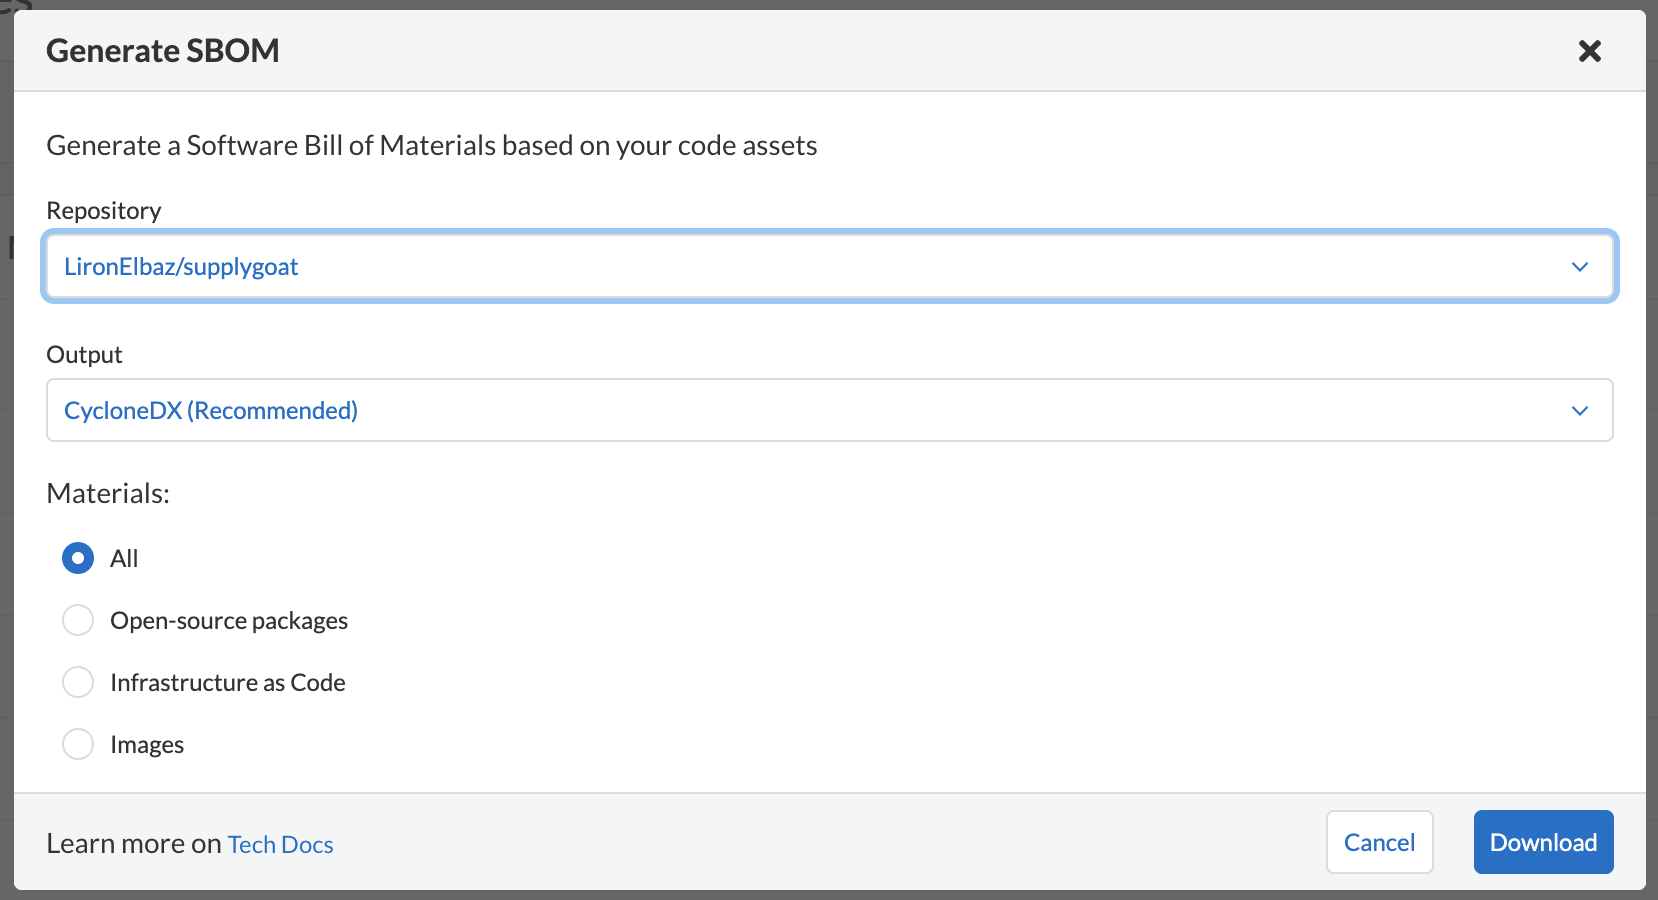 Generate SBOM
Generate a Software Bill of Materials based on your code assets
Repository
LironElbaz/supplygoat
Output
CycloneDX (Recommended)
Materials:
All
Open-source packages
Infrastructure as Code
Images
Learn more on Tech Docs
Cancel
Download